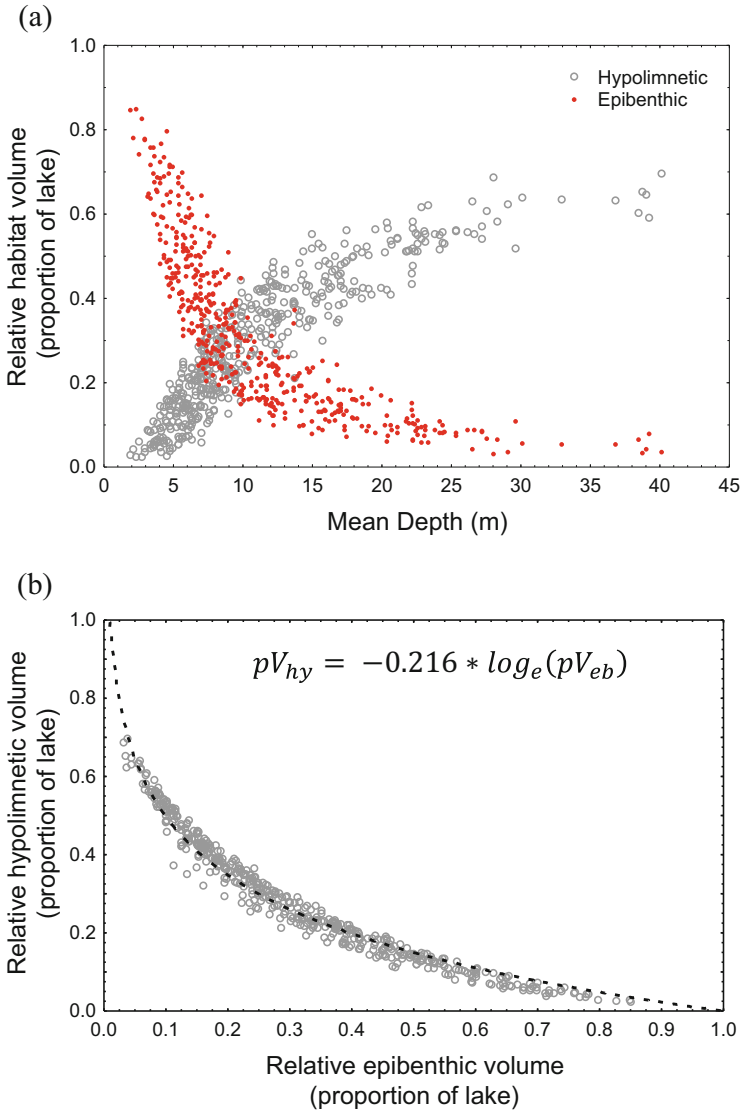 (a)
1.0
0.8
0.6
0.4
0.2
0.0
Relative habitat volume
(proportion of lake)
Hypolimnetic
Epibenthic
0 5 10 15 20 25 30 35 40 45
Mean Depth (m)
(b)
1.0
0.8
0.6
0.4
0.2
0.0
Relative hypolimnetic volume
(proportion of lake)
pV_{hy} = −0.216 * log_e(pV_{eb})
0.0 0.1 0.2 0.3 0.4 0.5 0.6 0.7 0.8 0.9 1.0
Relative epibenthic volume
(proportion of lake)